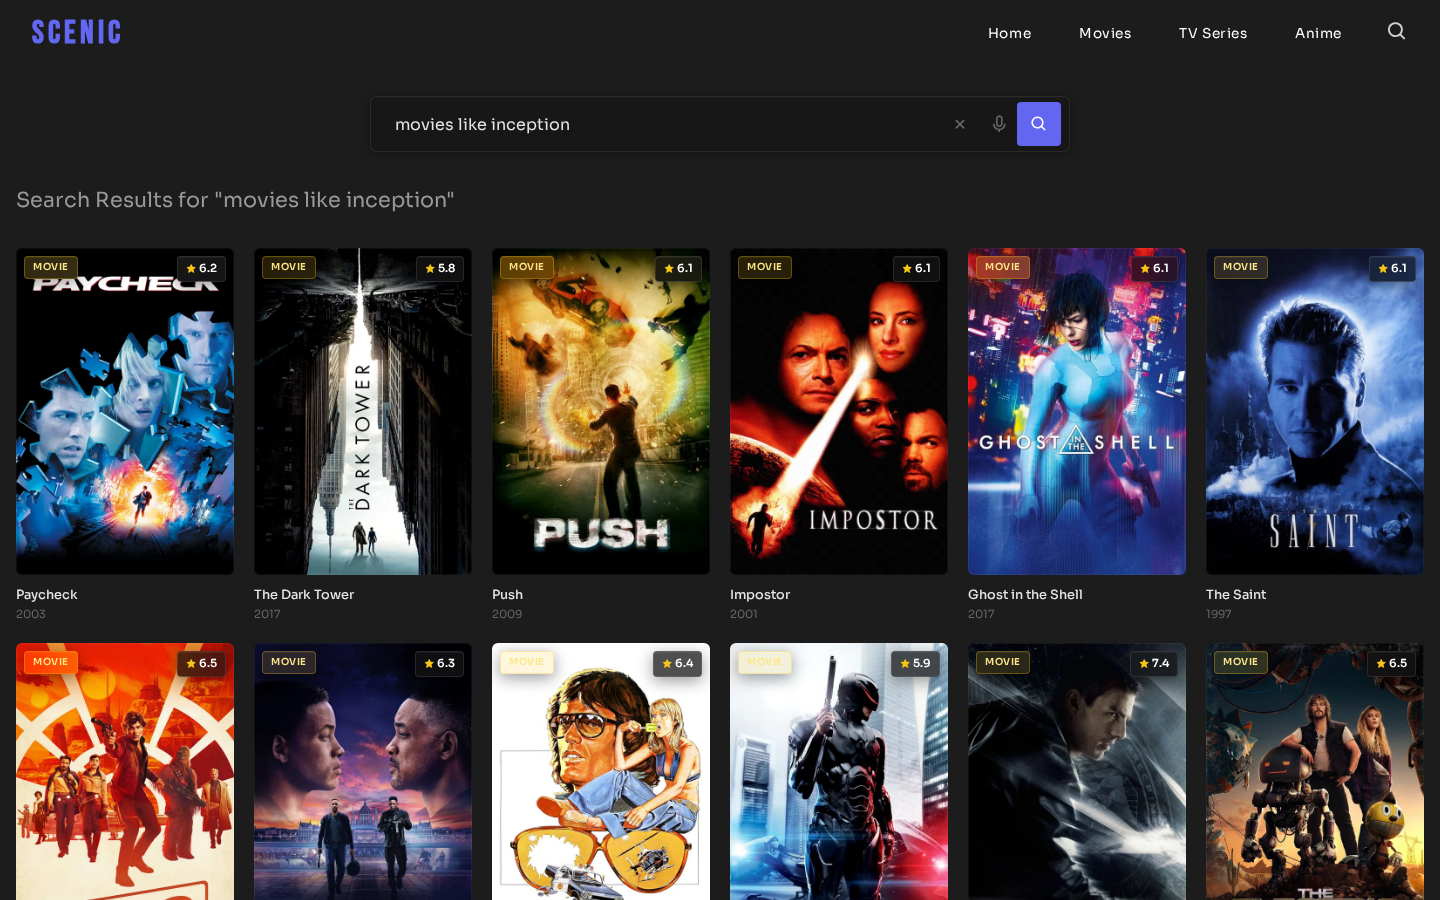 SCENIC
Home
Movies
TV Series
Anime
movies like inception
Search Results for "movies like inception"
MOVIE
6.2
PAYCHECK
Paycheck
2003
MOVIE
5.8
THE DARK TOWER
The Dark Tower
2017
MOVIE
6.1
PUSH
Push
2009
MOVIE
6.1
IMPOSTOR
Impostor
2001
MOVIE
6.1
GHOST IN THE SHELL
Ghost in the Shell
2017
MOVIE
6.1
SAINT
The Saint
1997
MOVIE
6.5
MOVIE
6.3
MOVIE
6.4
MOVIE
5.9
MOVIE
7.4
MOVIE
6.5
THE